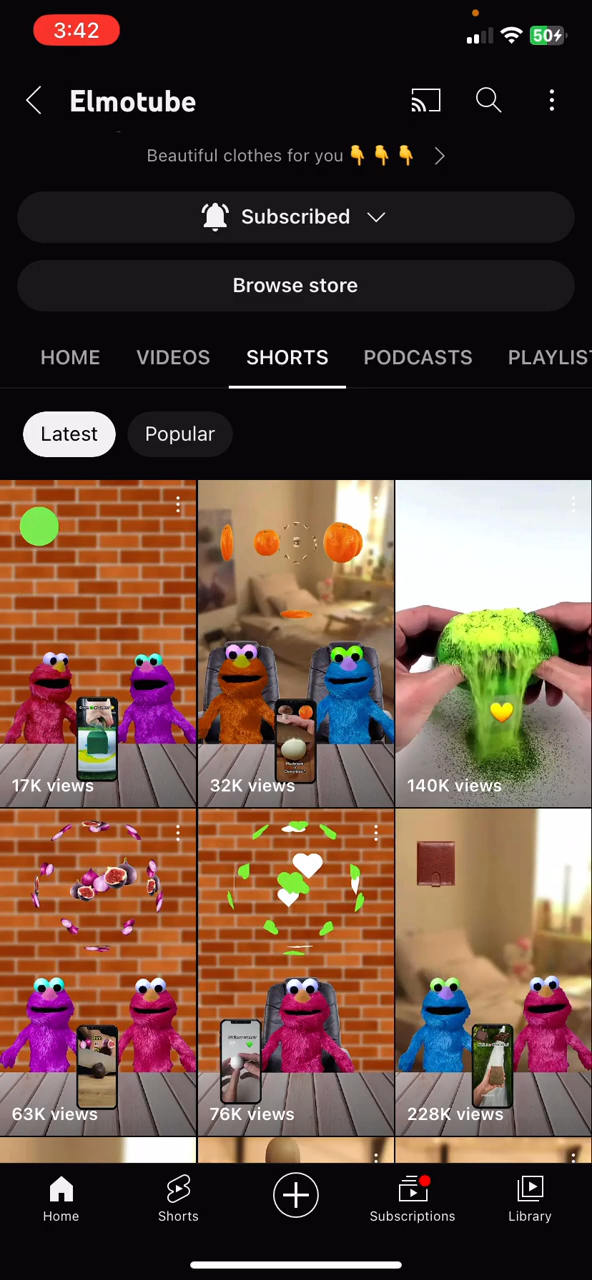 3:42
50
Elmotube
Beautiful clothes for you 👇👇👇
Subscribed
Browse store
HOME VIDEOS SHORTS PODCASTS PLAYLIS
Latest Popular
17K views 32K views 140K views
63K views 76K views 228K views
Home Shorts Subscriptions Library